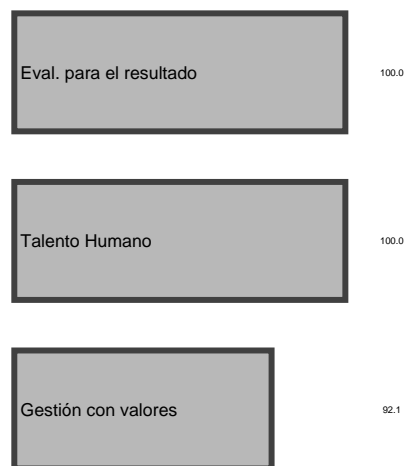 Eval. para el resultado 100.0
Talento Humano 100.0
Gestión con valores 92.1